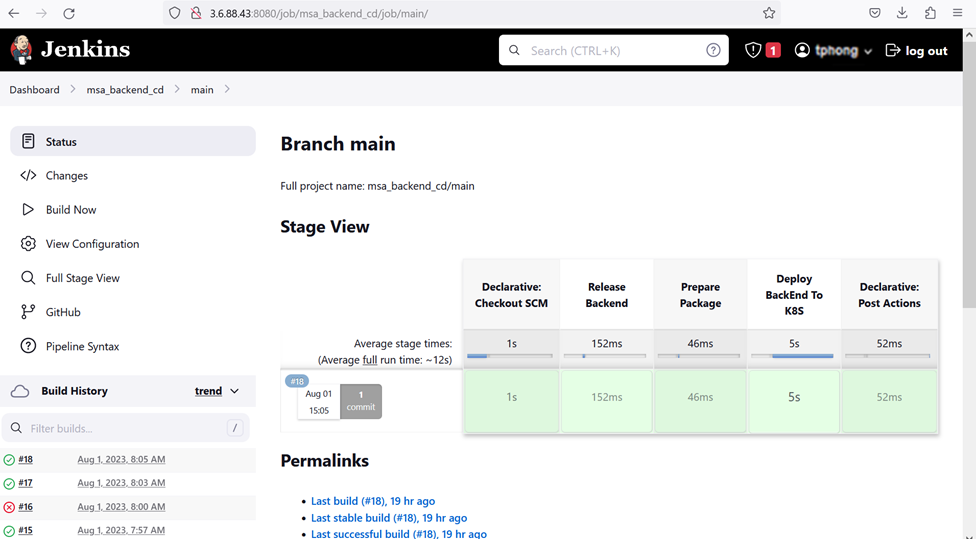 3.6.88.43:8080/job/msa_backend_cd/job/main/
Jenkins
Search (CTRL+K)
?
1
tphong
log out
Dashboard > msa_backend_cd > main >
Status
Changes
Build Now
View Configuration
Full Stage View
GitHub
Pipeline Syntax
Build History
trend
Filter builds...
/
#18 Aug 1, 2023, 8:05 AM
#17 Aug 1, 2023, 8:03 AM
#16 Aug 1, 2023, 8:00 AM
#15 Aug 1, 2023, 7:57 AM
Branch main
Full project name: msa_backend_cd/main
Stage View
Declarative:
Checkout SCM
Release
Backend
Prepare
Package
Deploy
BackEnd To
K8S
Declarative:
Post Actions
Average stage times:
(Average full run time: ~12s)
1s 152ms 46ms 5s 52ms
#18
Aug 01
15:05
1
commit
1s 152ms 46ms 5s 52ms
Permalinks
• Last build (#18), 19 hr ago
• Last stable build (#18), 19 hr ago
• Last successful build (#18), 19 hr ago